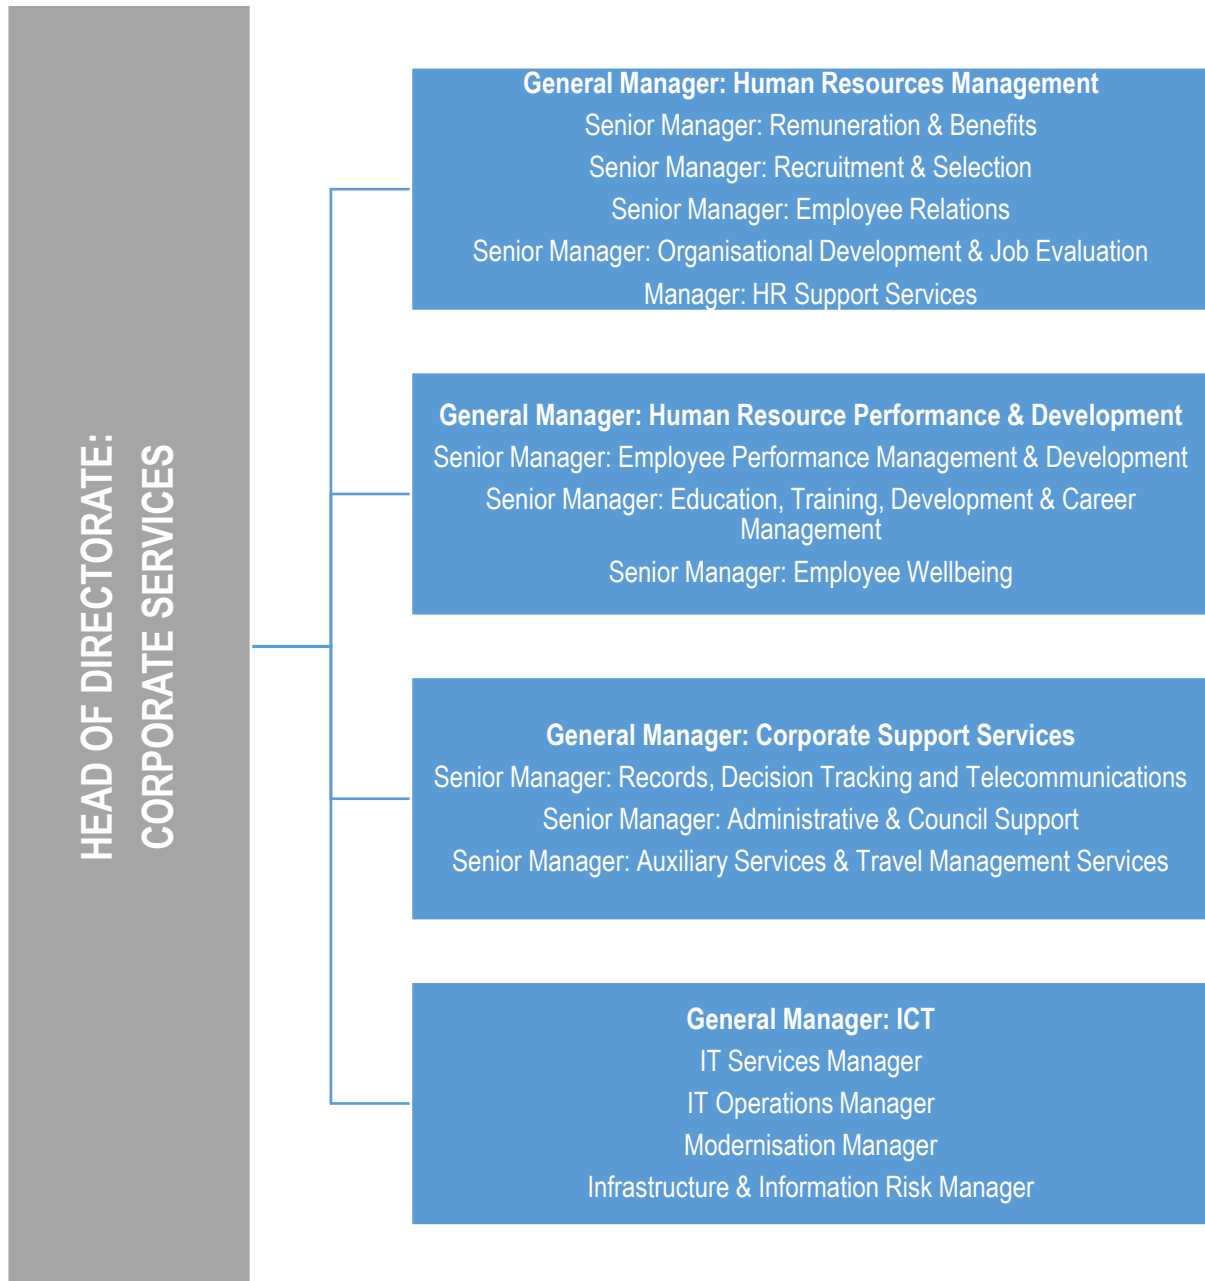 HEAD OF DIRECTORATE:
CORPORATE SERVICES
General Manager: Human Resources Management
Senior Manager: Remuneration & Benefits
Senior Manager: Recruitment & Selection
Senior Manager: Employee Relations
Senior Manager: Organisational Development & Job Evaluation
Manager: HR Support Services
General Manager: Human Resource Performance & Development
Senior Manager: Employee Performance Management & Development
Senior Manager: Education, Training, Development & Career
Management
Senior Manager: Employee Wellbeing
General Manager: Corporate Support Services
Senior Manager: Records, Decision Tracking and Telecommunications
Senior Manager: Administrative & Council Support
Senior Manager: Auxiliary Services & Travel Management Services
General Manager: ICT
IT Services Manager
IT Operations Manager
Modernisation Manager
Infrastructure & Information Risk Manager